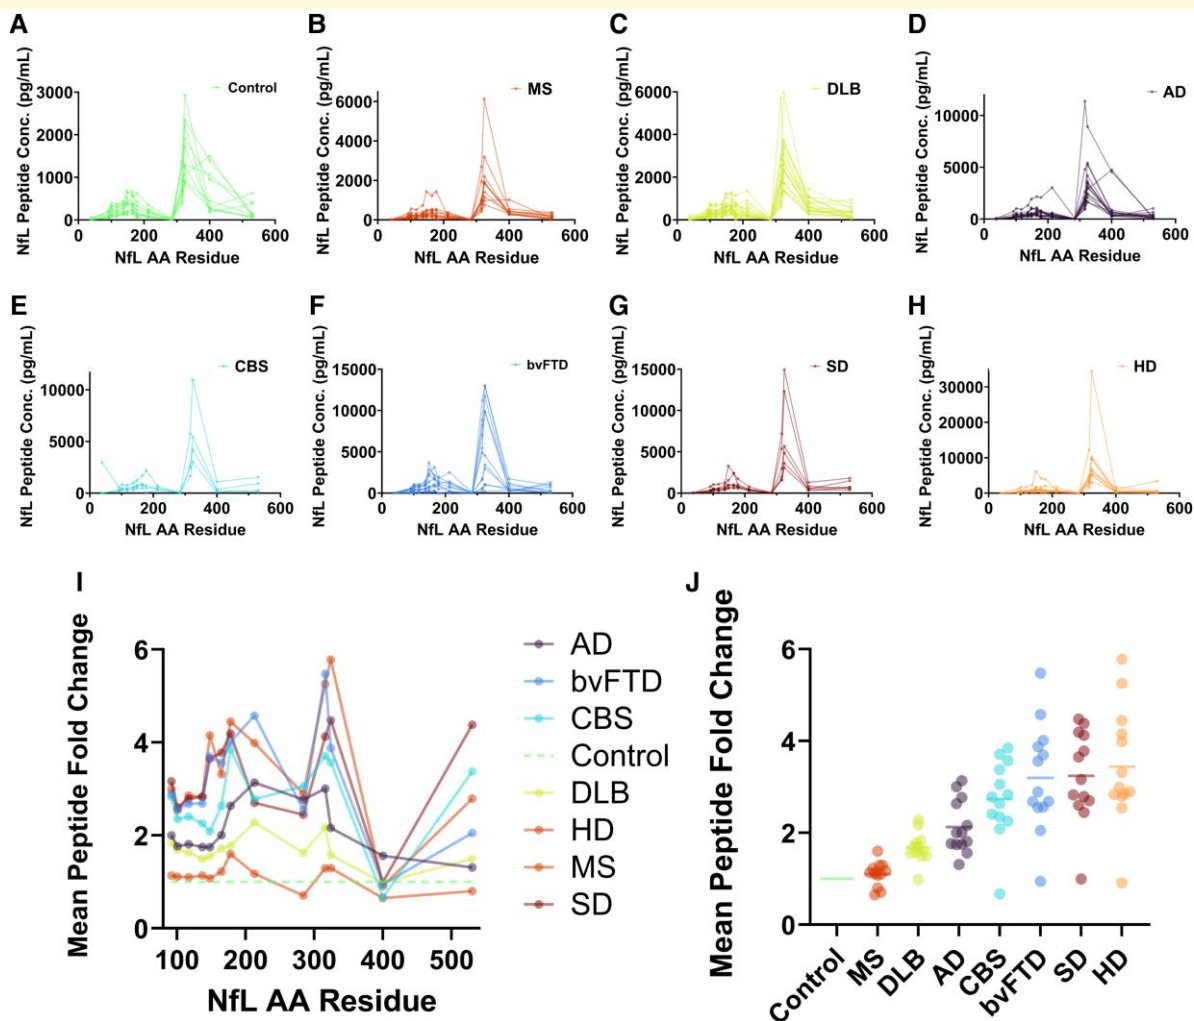 A
NfL Peptide Conc. (pg/mL)
Control
3000
2000
1000
0
0 200 400 600
NfL AA Residue
B
NfL Peptide Conc. (pg/mL)
MS
6000
4000
2000
0
0 200 400 600
NfL AA Residue
C
NfL Peptide Conc. (pg/mL)
DLB
6000
4000
2000
0
0 200 400 600
NfL AA Residue
D
NfL Peptide Conc. (pg/mL)
AD
10000
5000
0
0 200 400 600
NfL AA Residue
E
NfL Peptide Conc. (pg/mL)
CBS
10000
5000
0
0 200 400 600
NfL AA Residue
F
NfL Peptide Conc. (pg/mL)
bvFTD
15000
10000
5000
0
0 200 400 600
NfL AA Residue
G
NfL Peptide Conc. (pg/mL)
SD
15000
10000
5000
0
0 200 400 600
NfL AA Residue
H
NfL Peptide Conc. (pg/mL)
HD
30000
20000
10000
0
0 200 400 600
NfL AA Residue
I
Mean Peptide Fold Change
6
4
2
0
100 200 300 400 500
NfL AA Residue
AD
bvFTD
CBS
Control
DLB
HD
MS
SD
J
Mean Peptide Fold Change
6
4
2
0
Control MS DLB AD CBS bvFTD SD HD